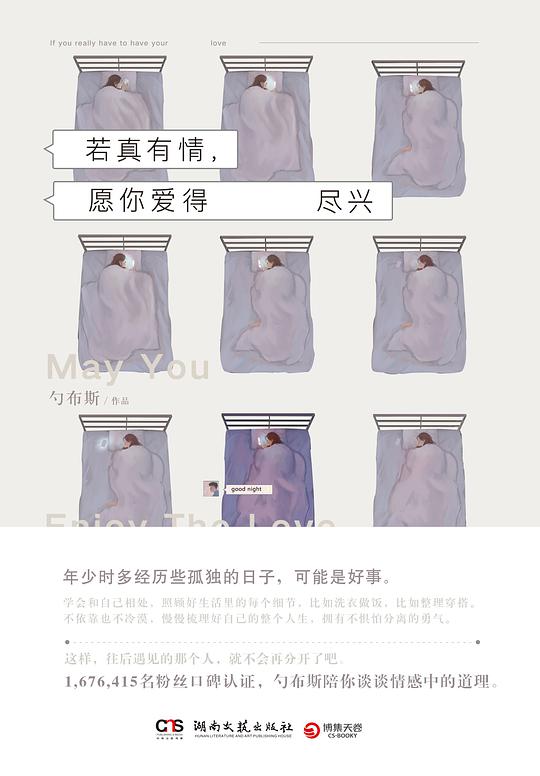 If you really have to have your love
若真有情，
愿你爱得 尽兴
May You
勺布斯 / 作品
good night
Enjoy The Love
年少时多经历些孤独的日子，可能是好事。
学会和自己相处，照顾好生活里的每个细节，比如洗衣做饭，比如整理穿搭。
不依靠也不冷漠，慢慢梳理好自己的整个人生，拥有不惧怕分离的勇气。
这样，往后遇见的那个人，就不会再分开了吧。
1,676,415名粉丝口碑认证，勺布斯陪你谈谈情感中的道理。
湖南文艺出版社 博集天卷
HUNAN LITERATURE AND ART PUBLISHING HOUSE CS-BOOKY